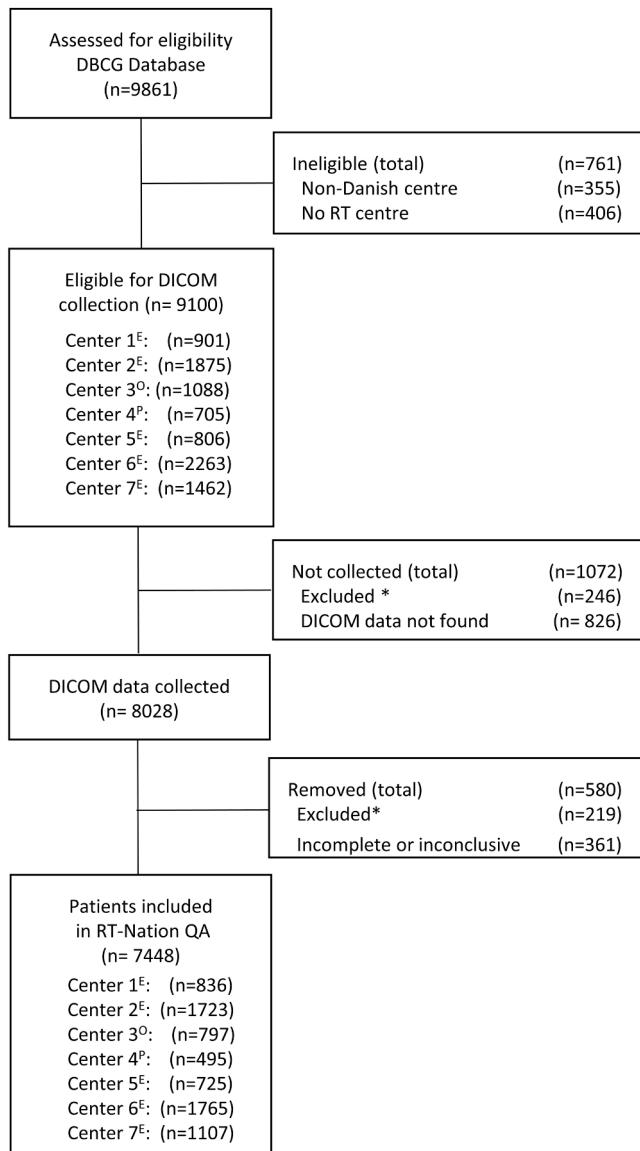 Assessed for eligibility
DBCG Database
(n=9861)
Ineligible (total) (n=761)
Non-Danish centre (n=355)
No RT centre (n=406)
Eligible for DICOM
collection (n= 9100)
Center 1ᴱ: (n=901)
Center 2ᴱ: (n=1875)
Center 3ᴼ: (n=1088)
Center 4ᴾ: (n=705)
Center 5ᴱ: (n=806)
Center 6ᴱ: (n=2263)
Center 7ᴱ: (n=1462)
Not collected (total) (n=1072)
Excluded * (n=246)
DICOM data not found (n= 826)
DICOM data collected
(n= 8028)
Removed (total) (n=580)
Excluded* (n=219)
Incomplete or inconclusive (n=361)
Patients included
in RT-Nation QA
(n= 7448)
Center 1ᴱ: (n=836)
Center 2ᴱ: (n=1723)
Center 3ᴼ: (n=797)
Center 4ᴾ: (n=495)
Center 5ᴱ: (n=725)
Center 6ᴱ: (n=1765)
Center 7ᴱ: (n=1107)